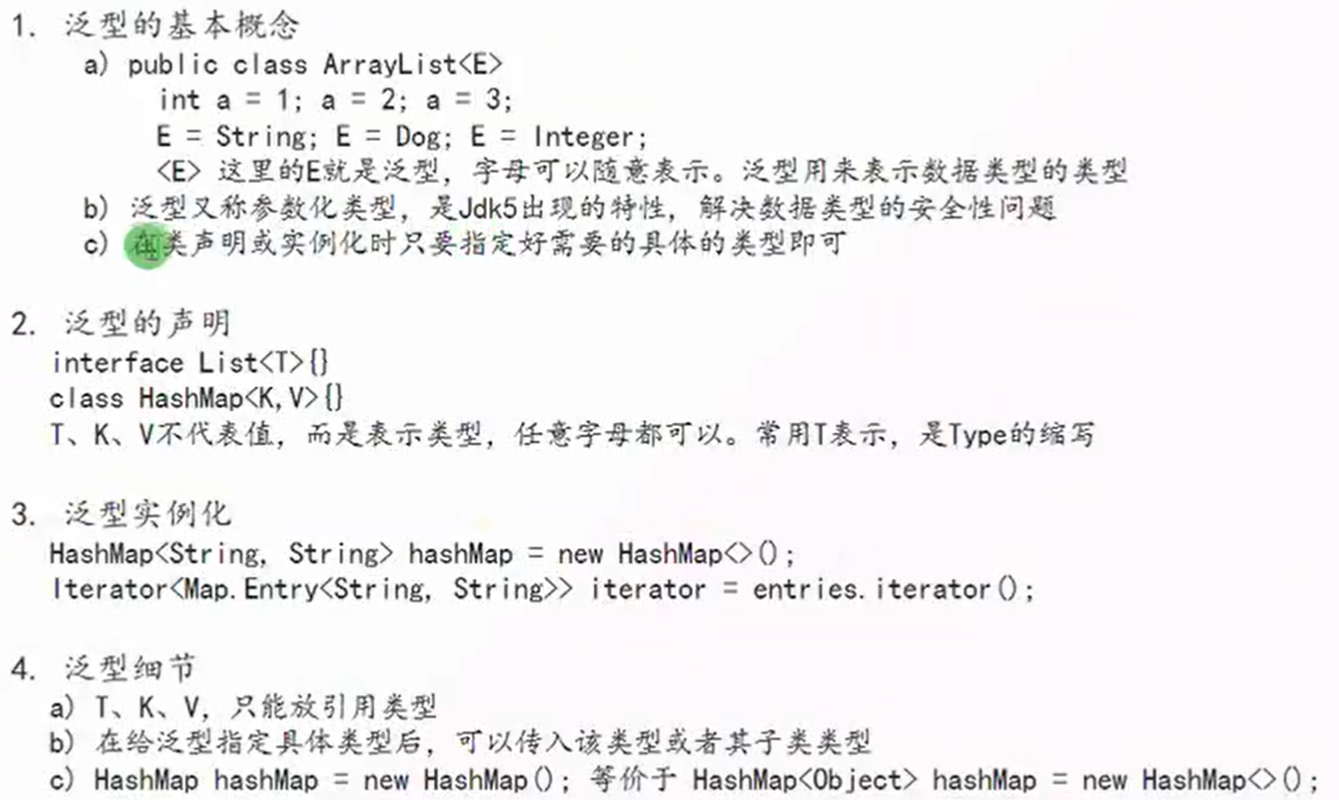 1. 泛型的基本概念
a) public class ArrayList<E>
int a = 1; a = 2; a = 3;
E = String; E = Dog; E = Integer;
<E> 这里的E就是泛型，字母可以随意表示。泛型用来表示数据类型的类型
b) 泛型又称参数化类型，是Jdk5出现的特性，解决数据类型的安全性问题
c) 在类声明或实例化时只要指定好需要的具体的类型即可
2. 泛型的声明
interface List<T>{}
class HashMap<K,V>{}
T、K、V不代表值，而是表示类型，任意字母都可以。常用T表示，是Type的缩写
3. 泛型实例化
HashMap<String, String> hashMap = new HashMap<>();
Iterator<Map.Entry<String, String>> iterator = entries.iterator();
4. 泛型细节
a) T、K、V，只能放引用类型
b) 在给泛型指定具体类型后，可以传入该类型或者其子类类型
c) HashMap hashMap = new HashMap(); 等价于 HashMap<Object> hashMap = new HashMap<>();